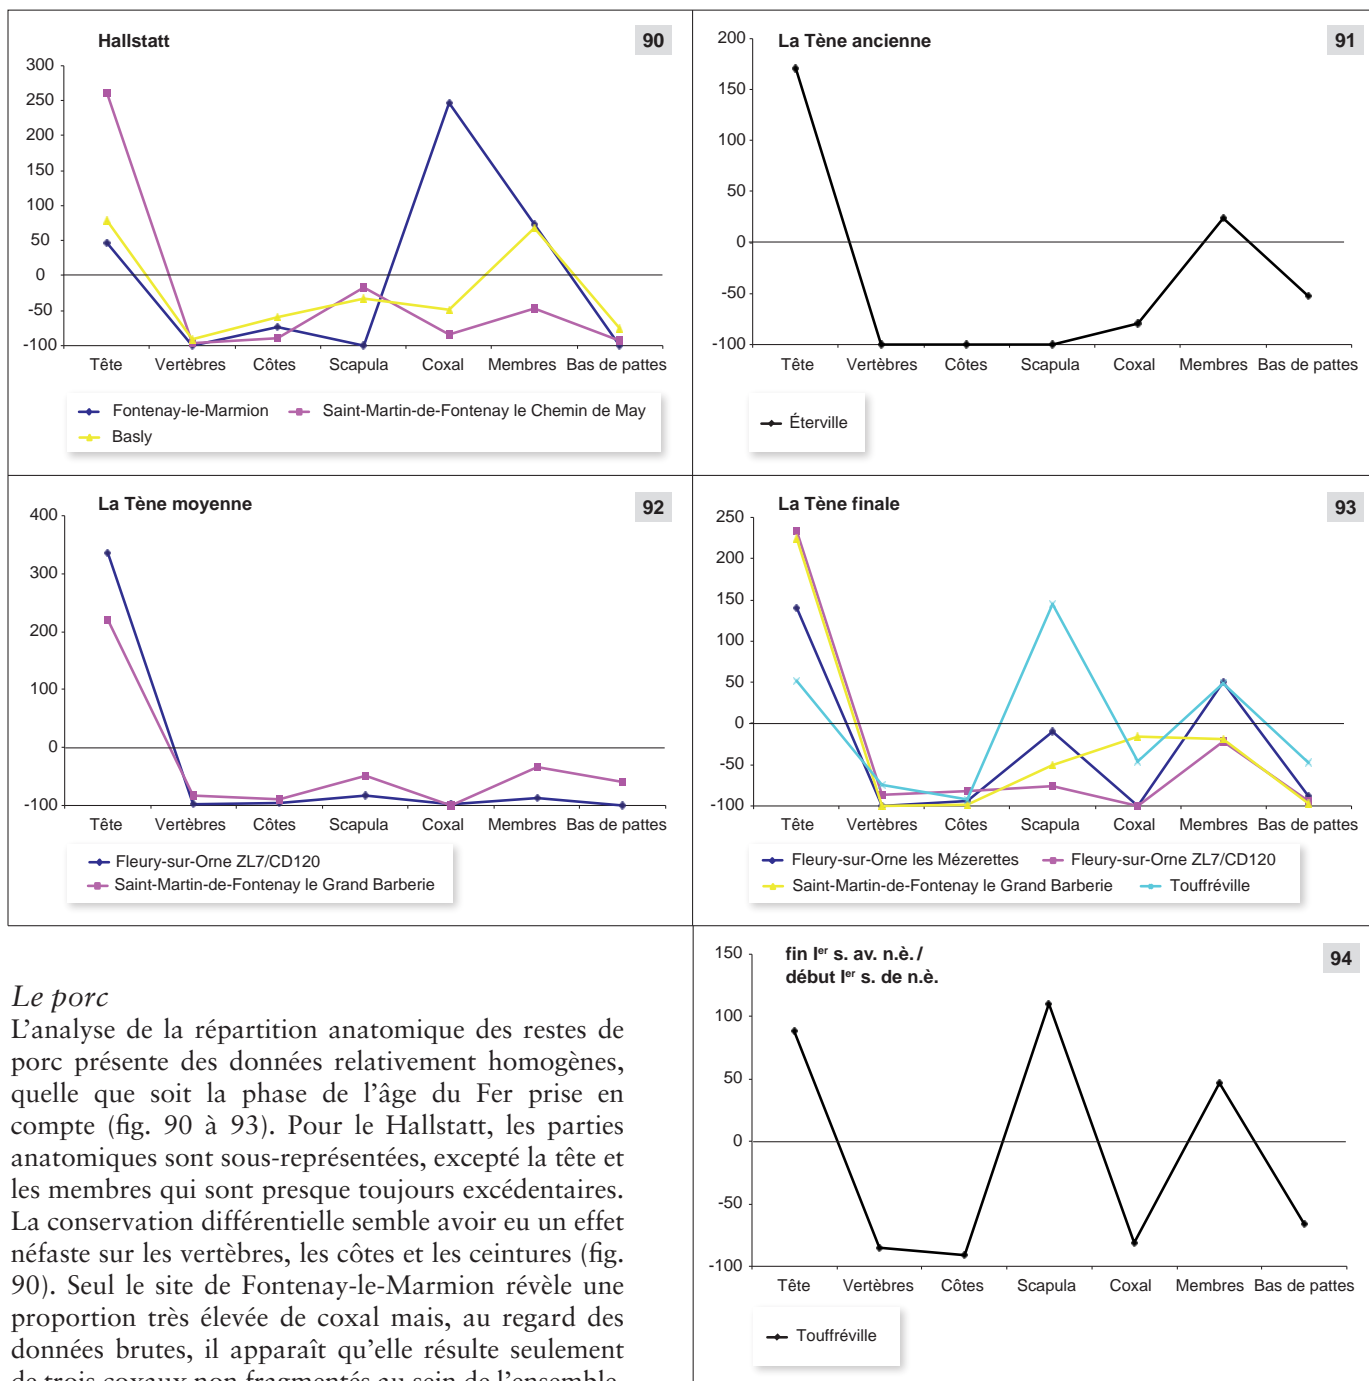 Hallstatt
90
300
250
200
150
100
50
0
-50
-100
Tête Vertèbres Côtes Scapula Coxal Membres Bas de pattes
Fontenay-le-Marmion Saint-Martin-de-Fontenay le Chemin de May
Basly
La Tène ancienne
91
200
150
100
50
0
-50
-100
Tête Vertèbres Côtes Scapula Coxal Membres Bas de pattes
Éterville
La Tène moyenne
92
400
300
200
100
0
-100
Tête Vertèbres Côtes Scapula Coxal Membres Bas de pattes
Fleury-sur-Orne ZL7/CD120
Saint-Martin-de-Fontenay le Grand Barberie
La Tène finale
93
250
200
150
100
50
0
-50
-100
Tête Vertèbres Côtes Scapula Coxal Membres Bas de pattes
Fleury-sur-Orne les Mézerettes Fleury-sur-Orne ZL7/CD120
Saint-Martin-de-Fontenay le Grand Barberie Touffréville
fin Ier s. av. n.è. /
début Ier s. de n.è.
94
150
100
50
0
-50
-100
Tête Vertèbres Côtes Scapula Coxal Membres Bas de pattes
Touffréville
Le porc
L'analyse de la répartition anatomique des restes de
porc présente des données relativement homogènes,
quelle que soit la phase de l'âge du Fer prise en
compte (fig. 90 à 93). Pour le Hallstatt, les parties
anatomiques sont sous-représentées, excepté la tête et
les membres qui sont presque toujours excédentaires.
La conservation différentielle semble avoir eu un effet
néfaste sur les vertèbres, les côtes et les ceintures (fig.
90). Seul le site de Fontenay-le-Marmion révèle une
proportion très élevée de coxal mais, au regard des
données brutes, il apparaît qu'elle résulte seulement
de trois coxaux non fragmentés au sein de l'ensemble